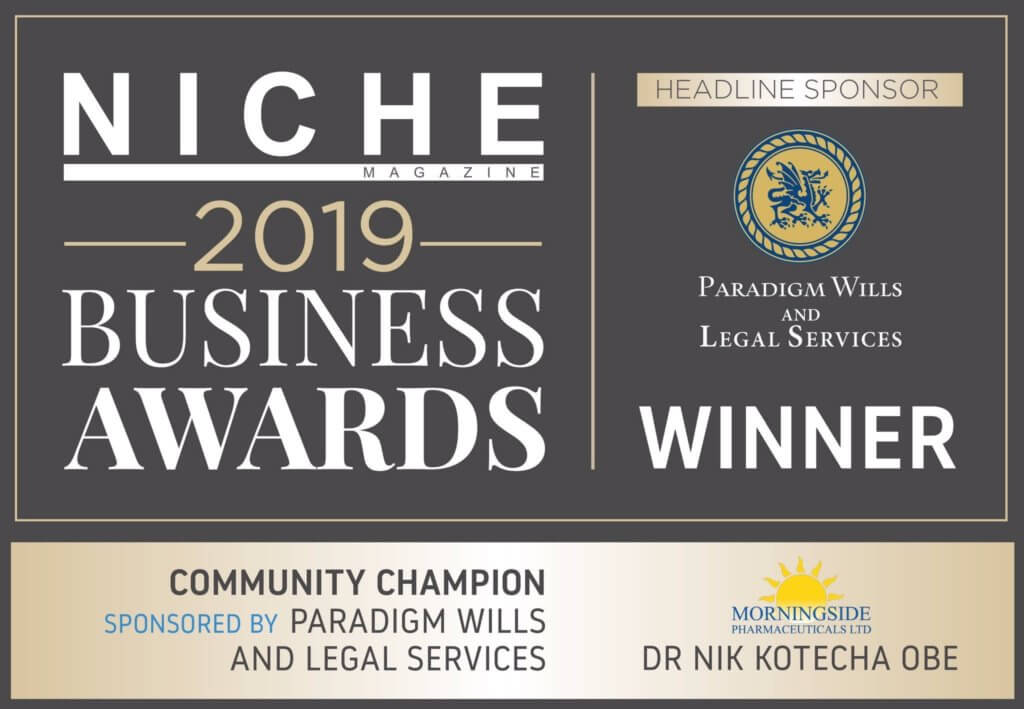 NICHE
MAGAZINE
2019
BUSINESS
AWARDS
HEADLINE SPONSOR
PARADIGM WILLS
AND
LEGAL SERVICES
WINNER
COMMUNITY CHAMPION
SPONSORED BY PARADIGM WILLS
AND LEGAL SERVICES
MORNINGSIDE
PHARMACEUTICALS LTD
DR NIK KOTECHA OBE